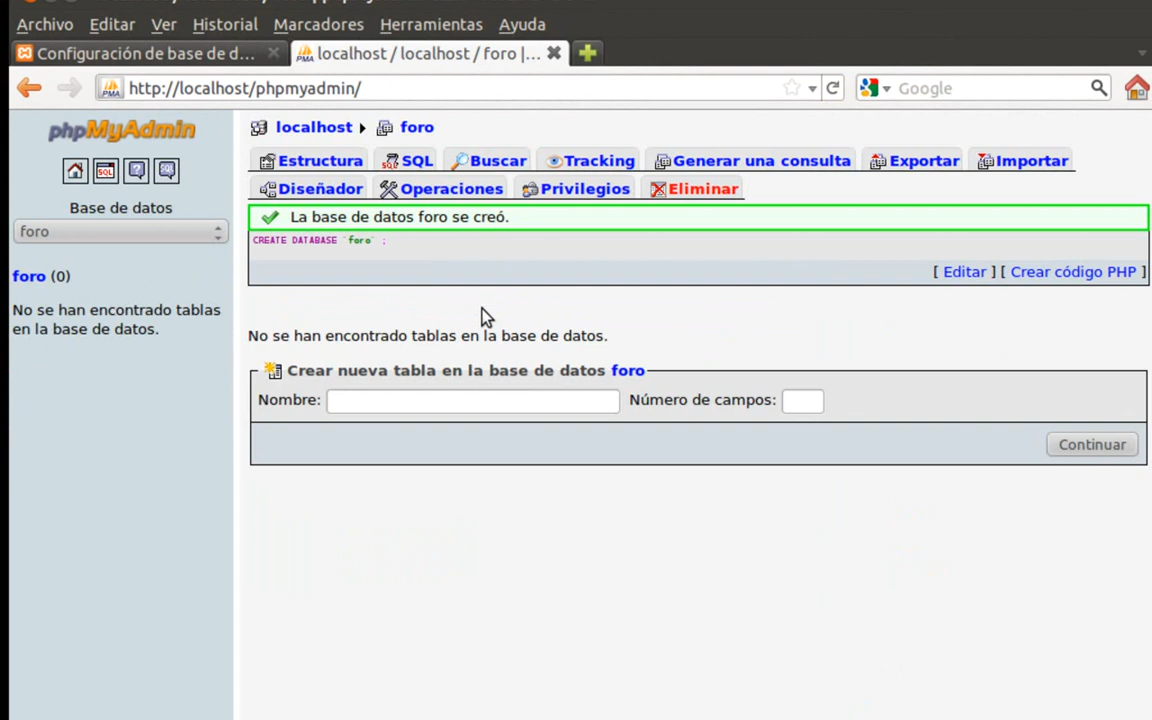 Archivo Editar Ver Historial Marcadores Herramientas Ayuda
Configuración de base de d... localhost / localhost / foro |...
http://localhost/phpmyadmin/ Google
phpMyAdmin
Base de datos
foro
foro (0)
No se han encontrado tablas
en la base de datos.
localhost foro
Estructura SQL Buscar Tracking Generar una consulta Exportar Importar
Diseñador Operaciones Privilegios Eliminar
La base de datos foro se creó.
CREATE DATABASE `foro` ;
[ Editar ] [ Crear código PHP ]
No se han encontrado tablas en la base de datos.
Crear nueva tabla en la base de datos foro
Nombre: Número de campos:
Continuar